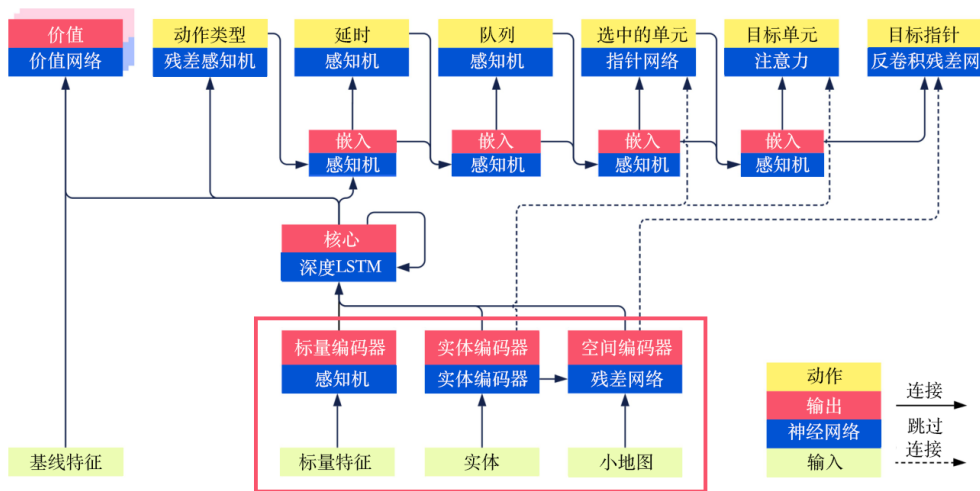 价值
价值网络
动作类型
残差感知机
延时
感知机
队列
感知机
选中的单元
指针网络
目标单元
注意力
目标指针
反卷积残差网
嵌入
感知机
嵌入
感知机
嵌入
感知机
嵌入
感知机
核心
深度LSTM
标量编码器
感知机
实体编码器
实体编码器
空间编码器
残差网络
基线特征
标量特征
实体
小地图
动作
输出
神经网络
输入
连接
跳过
连接